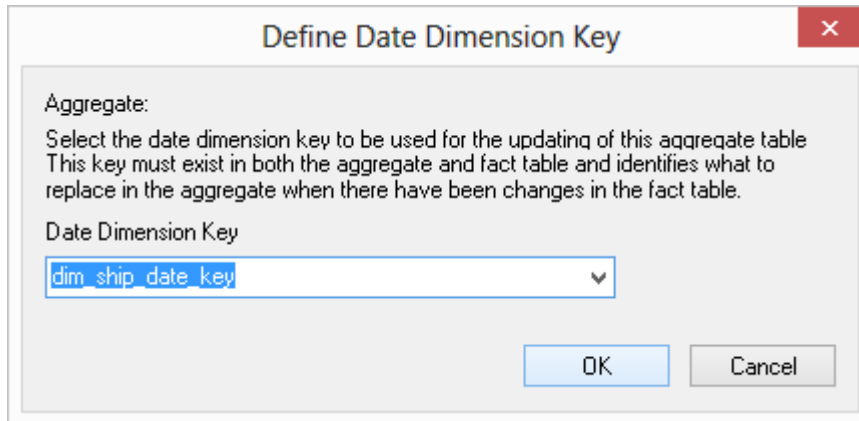 Define Date Dimension Key
Aggregate:
Select the date dimension key to be used for the updating of this aggregate table
This key must exist in both the aggregate and fact table and identifies what to
replace in the aggregate when there have been changes in the fact table.
Date Dimension Key
dim_ship_date_key
OK Cancel